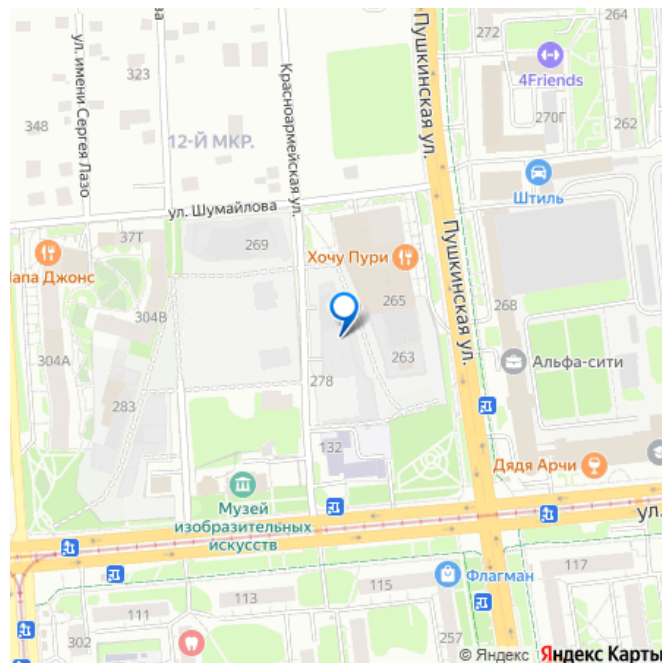 264
272
4Friends
270Г
262
Пушкинская ул.
ул. имени Сергея Лазо
323
348
Красноармейская ул.
12-Й МКР.
Штиль
ул. Шумайлова
37Т
269
Хочу Пури
Папа Джонс
Пушкинская ул.
265
268
304В
304А
263
Альфа-сити
278
283
132
Дядя Арчи
Музей
изобразительных
искусств
ул.
Флагман
117
115
113
111
302
257
© Яндекс Яндекс Карты